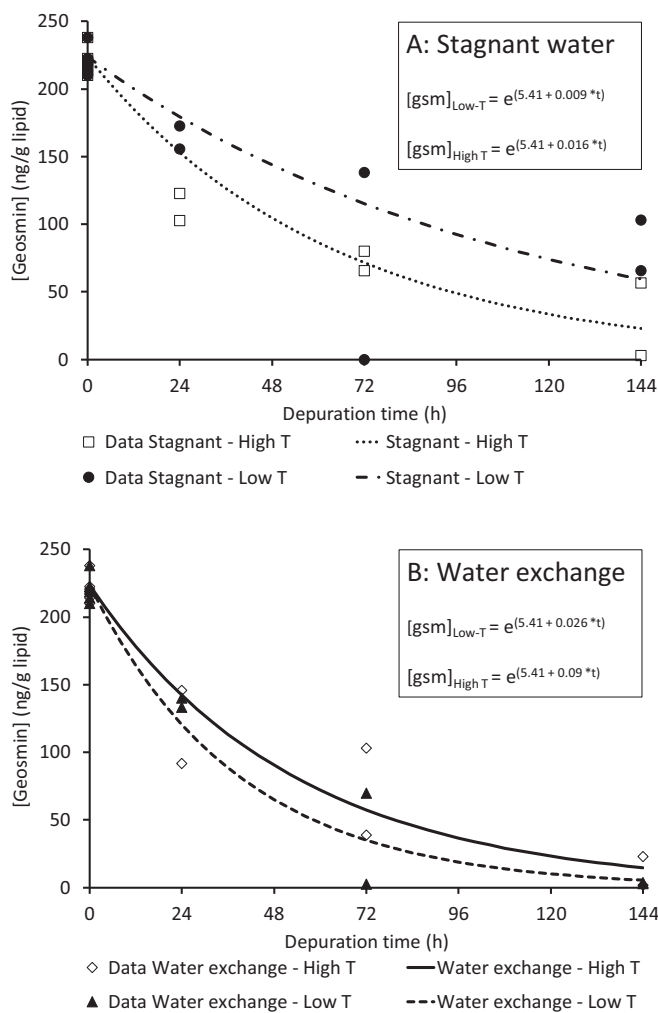 A: Stagnant water
[gsm]Low-T = e(5.41 + 0.009 *t)
[gsm]High T = e(5.41 + 0.016 *t)
[Geosmin] (ng/g lipid)
250
200
150
100
50
0
0 24 48 72 96 120 144
Depuration time (h)
Data Stagnant - High T Stagnant - High T
Data Stagnant - Low T Stagnant - Low T
B: Water exchange
[gsm]Low-T = e(5.41 + 0.026 *t)
[gsm]High T = e(5.41 + 0.09 *t)
[Geosmin] (ng/g lipid)
250
200
150
100
50
0
0 24 48 72 96 120 144
Depuration time (h)
Data Water exchange - High T Water exchange - High T
Data Water exchange - Low T Water exchange - Low T